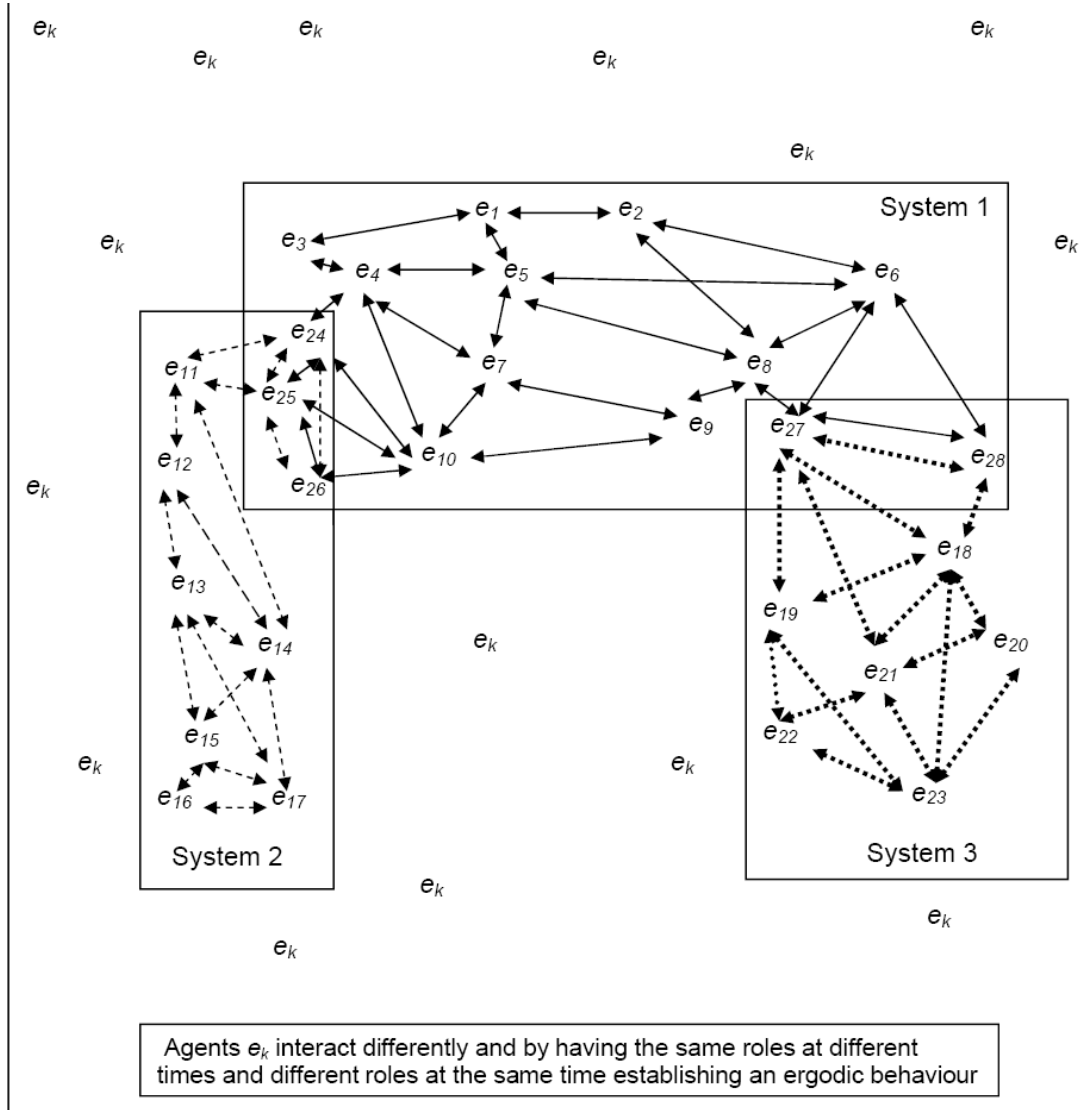 e_k e_k e_k
e_k e_k
e_k
e_1 e_2 System 1
e_3 e_k e_k
e_4 e_5 e_6
e_24
e_11 e_7 e_8
e_25
e_9 e_27
e_12 e_10 e_28
e_k e_26
e_18
e_13
e_19
e_14 e_k e_20
e_21
e_15 e_22
e_k e_k
e_16 e_17 e_23
System 2 System 3
e_k
e_k
e_k
Agents e_k interact differently and by having the same roles at different
times and different roles at the same time establishing an ergodic behaviour